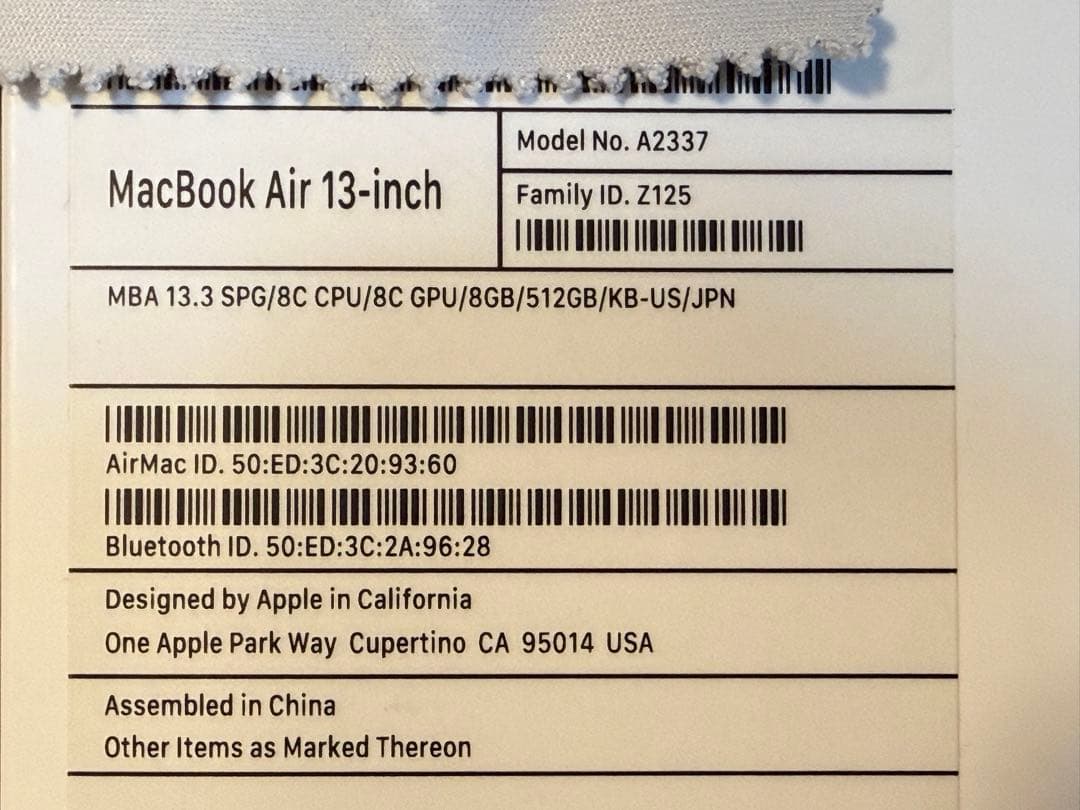 MacBook Air 13-inch
Model No. A2337
Family ID. Z125
MBA 13.3 SPG/8C CPU/8C GPU/8GB/512GB/KB-US/JPN
AirMac ID. 50:ED:3C:20:93:60
Bluetooth ID. 50:ED:3C:2A:96:28
Designed by Apple in California
One Apple Park Way Cupertino CA 95014 USA
Assembled in China
Other Items as Marked Thereon